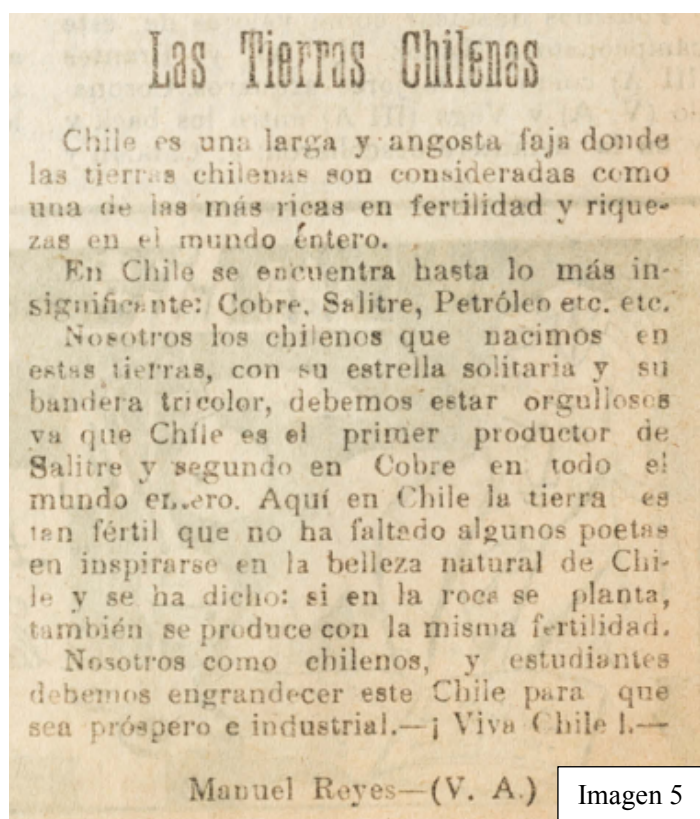 Las Tierras Chilenas
Chile es una larga y angosta faja donde
las tierras chilenas son consideradas como
una de las más ricas en fertilidad y rique-
zas en el mundo éntero.
En Chile se encuentra hasta lo más in-
significante: Cobre, Salitre, Petróleo etc. etc.
Nosotros los chilenos que nacimos en
estas tierras, con su estrella solitaria y su
bandera tricolor, debemos estar orgullosos
ya que Chile es el primer productor de
Salitre y segundo en Cobre en todo el
mundo entero. Aquí en Chile la tierra es
tan fértil que no ha faltado algunos poetas
en inspirarse en la belleza natural de Chi-
le y se ha dicho: si en la roca se planta,
también se produce con la misma fertilidad.
Nosotros como chilenos, y estudiantes
debemos engrandecer este Chile para que
sea próspero e industrial.—¡ Viva Chile !.—
Manuel Reyes—(V. A.)
Imagen 5